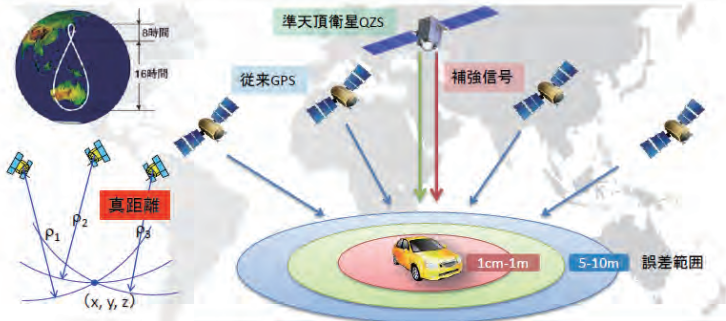 8時間
16時間
準天頂衛星QZS
従来GPS
補強信号
真距離
ρ1
ρ2
ρ3
(x, y, z)
1cm-1m
5-10m
誤差範囲